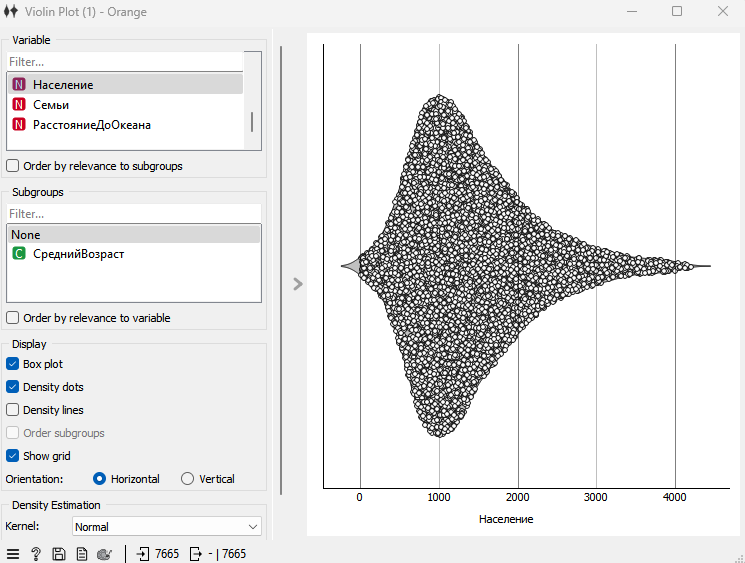 Violin Plot (1) - Orange
Variable
Filter...
N Население
N Семьи
N РасстояниеДоОкеана
Order by relevance to subgroups
Subgroups
Filter...
None
C СреднийВозраст
Order by relevance to variable
Display
Box plot
Density dots
Density lines
Order subgroups
Show grid
Orientation: Horizontal Vertical
Density Estimation
Kernel: Normal
7665 - | 7665
0 1000 2000 3000 4000
Население